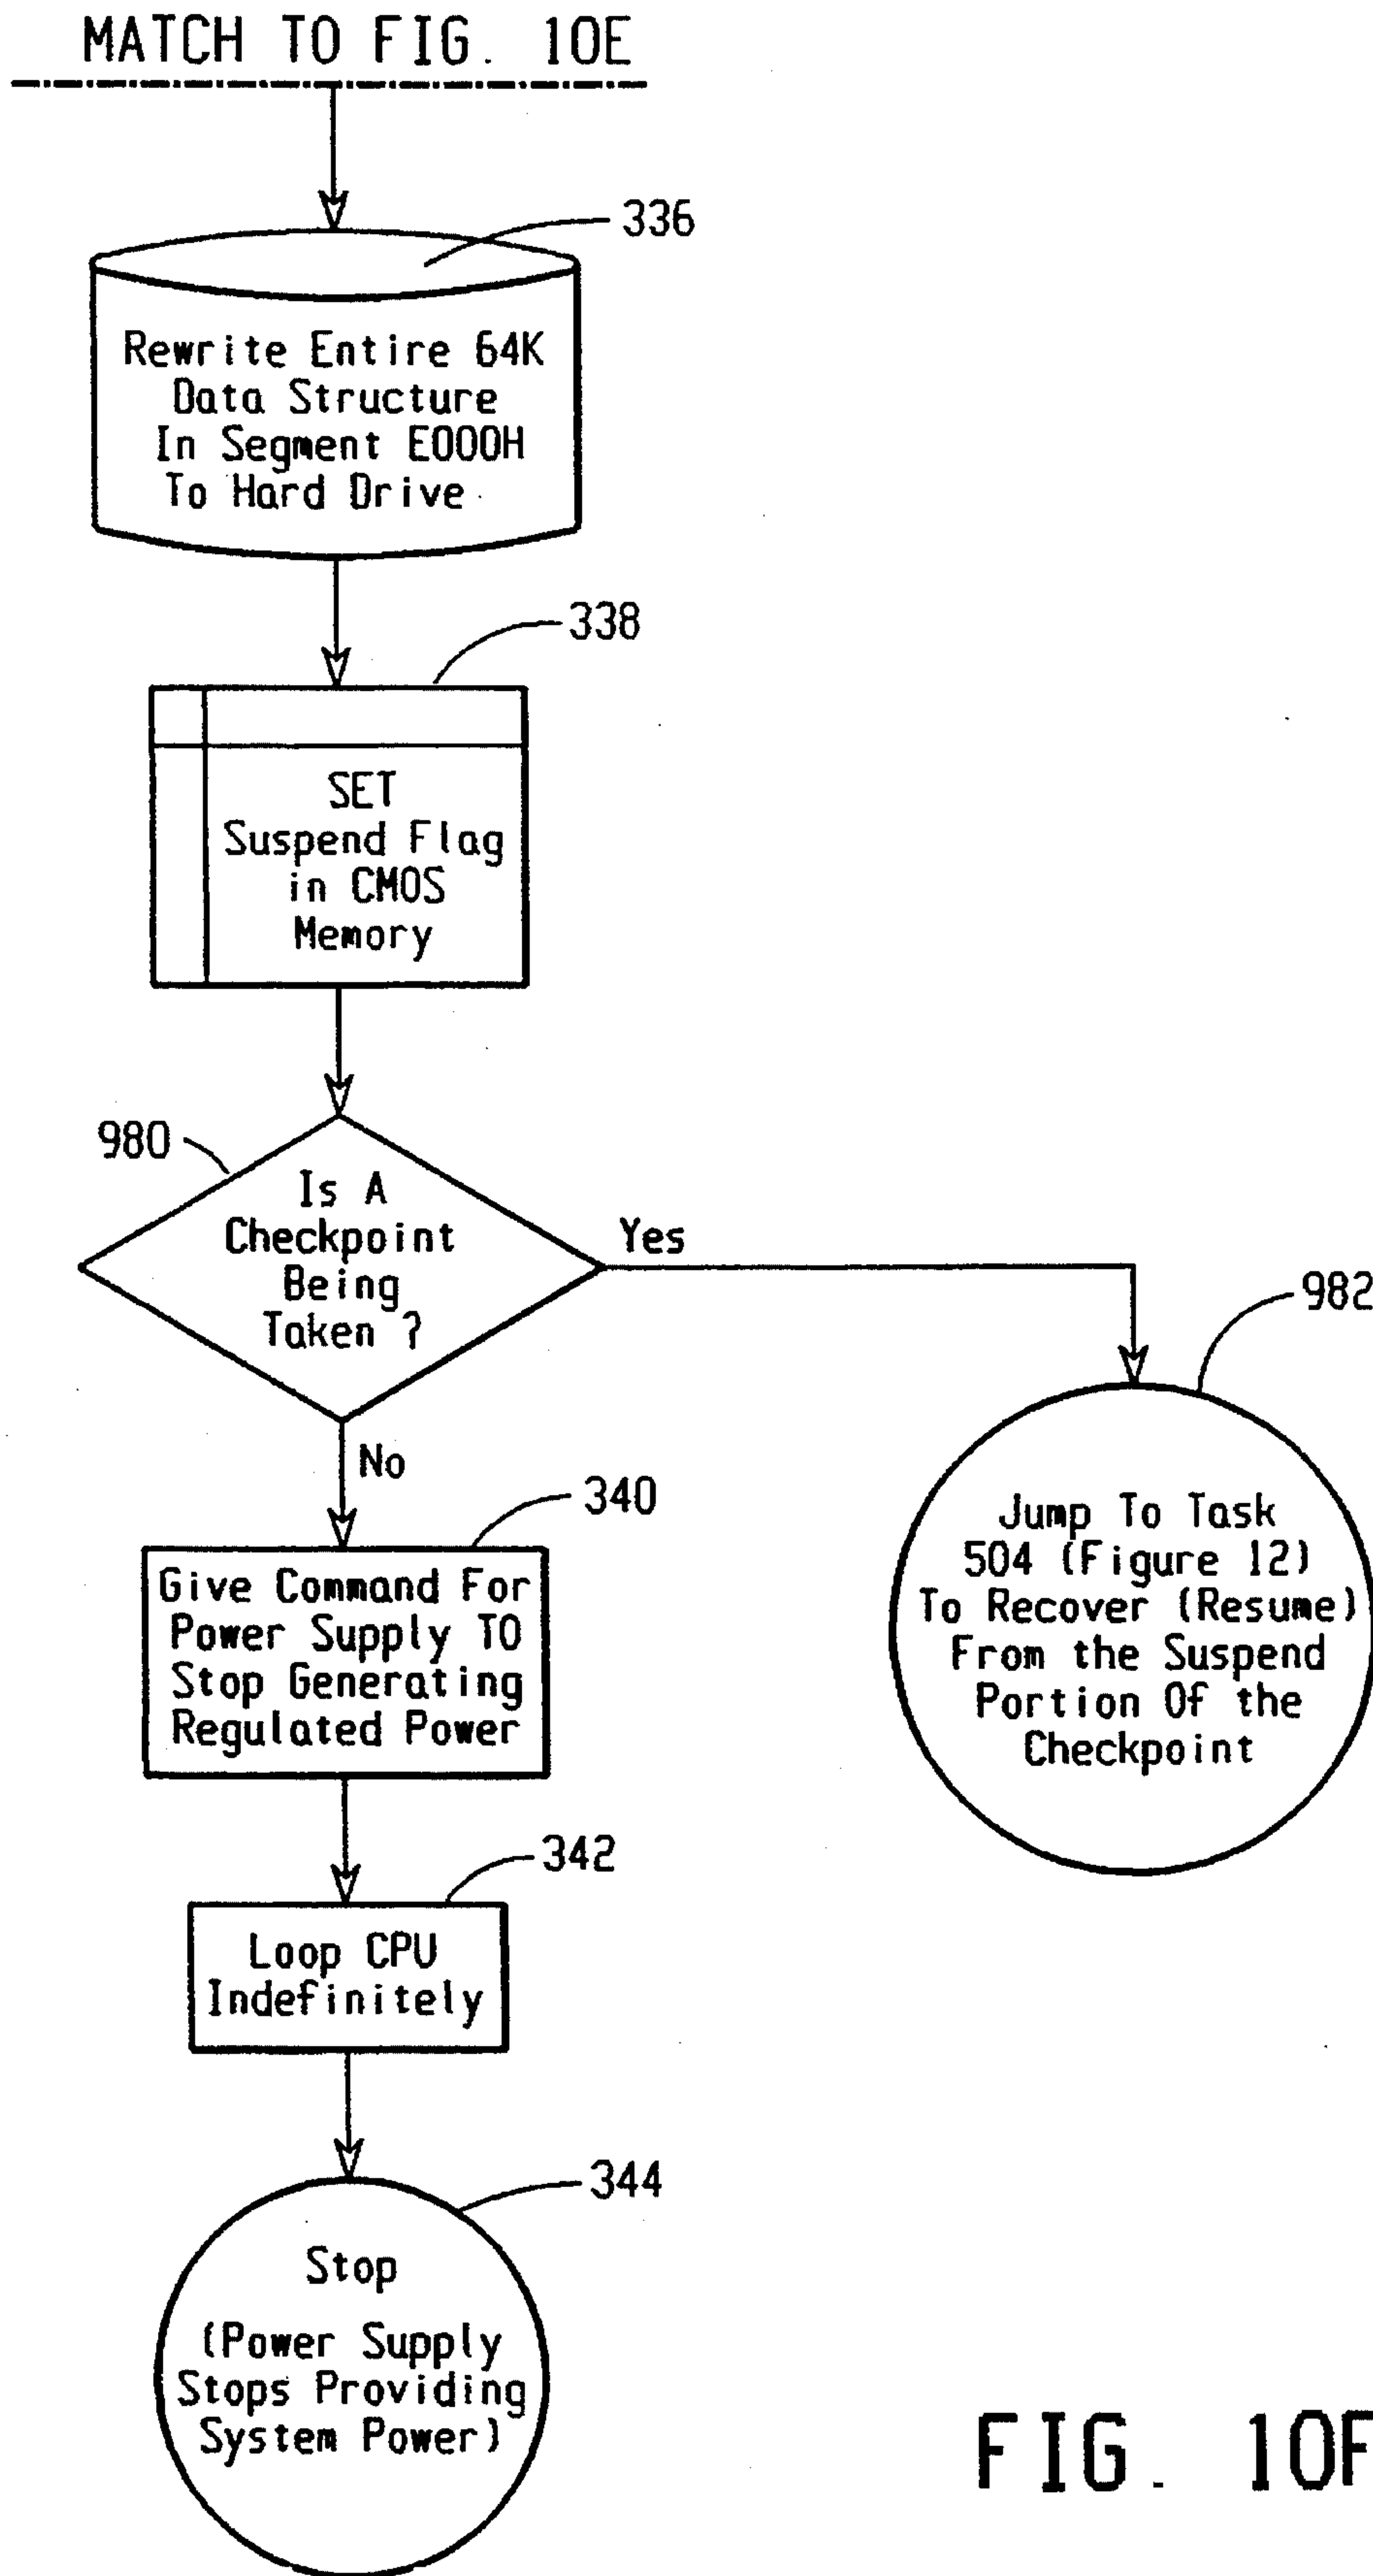 MATCH TO FIG. 10E
336
Rewrite Entire 64K
Data Structure
In Segment E000H
To Hard Drive
338
SET
Suspend Flag
in CMOS
Memory
980
Is A
Checkpoint
Being
Taken ?
Yes
982
No
Jump To Task
504 (Figure 12)
To Recover (Resume)
From the Suspend
Portion Of the
Checkpoint
340
Give Command For
Power Supply TO
Stop Generating
Regulated Power
342
Loop CPU
Indefinitely
344
Stop
(Power Supply
Stops Providing
System Power)
FIG. 10F